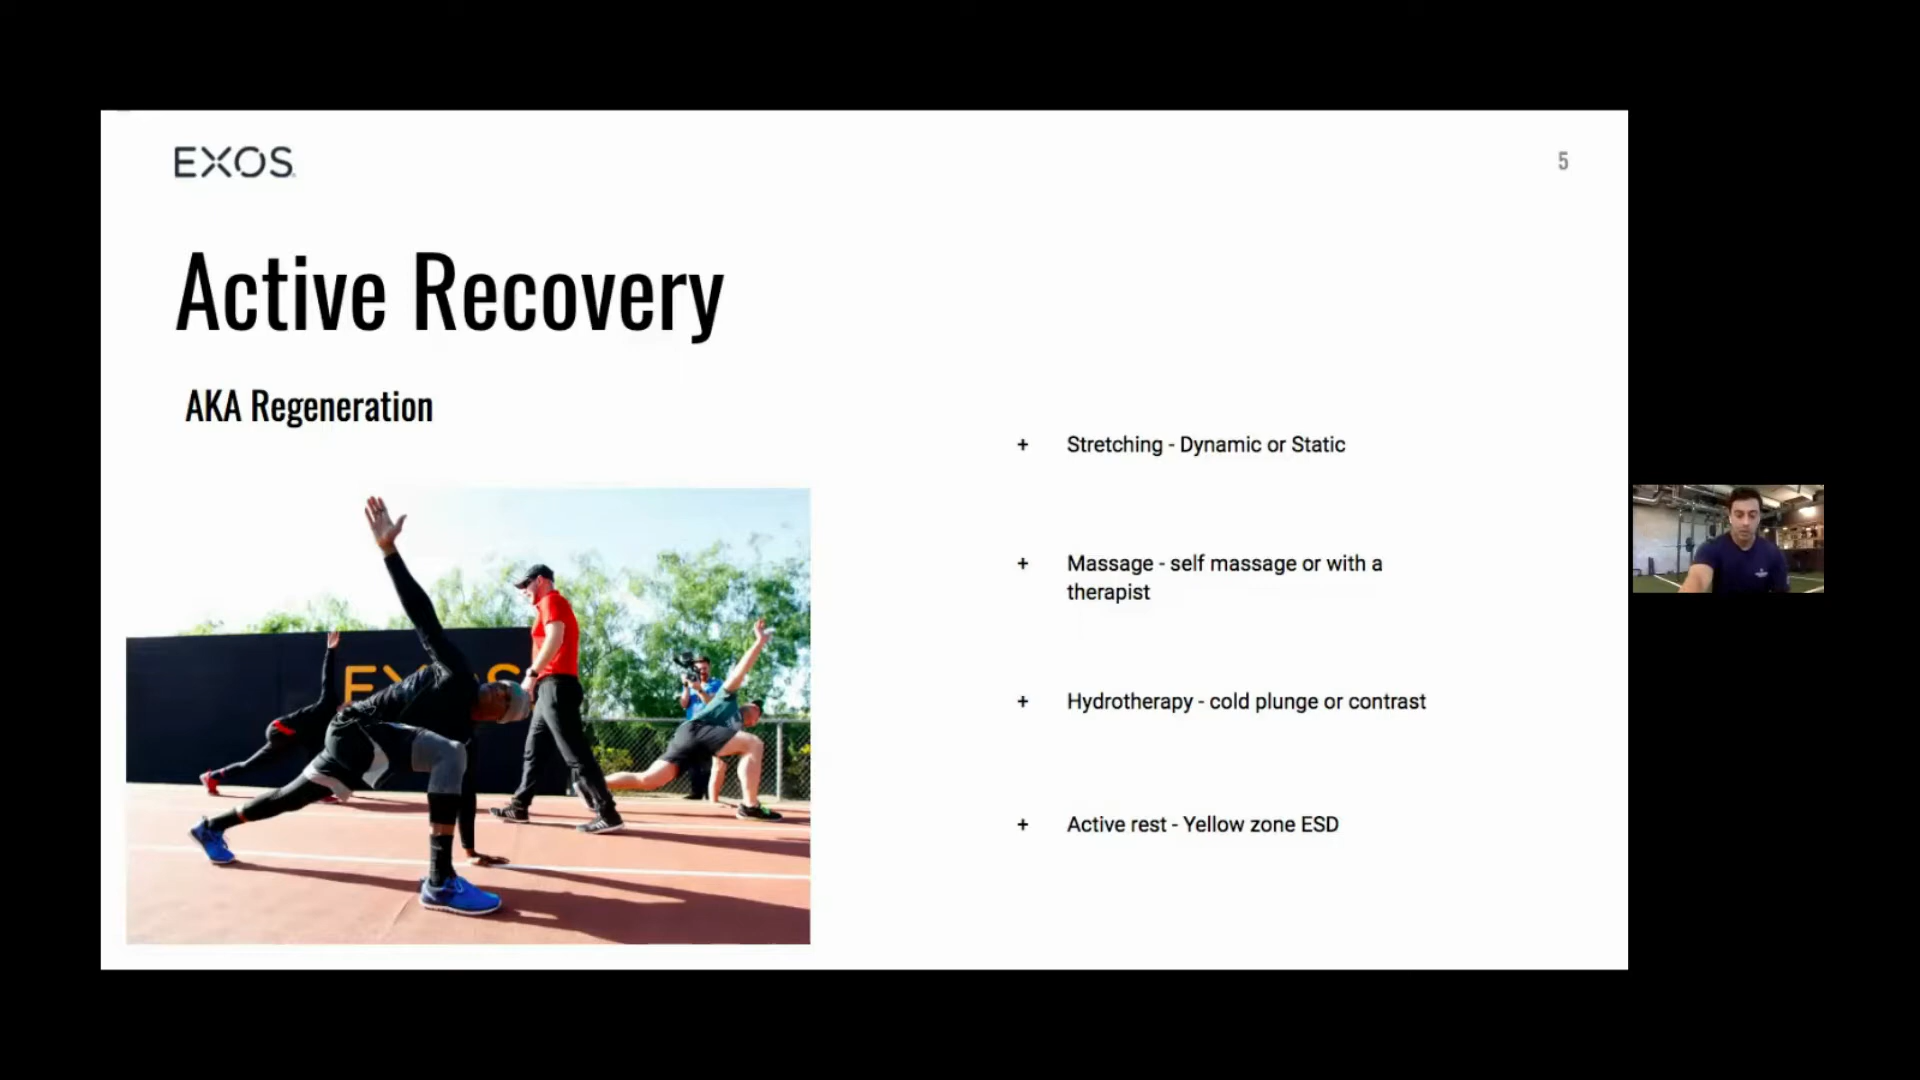 EXOS
5
Active Recovery
AKA Regeneration
+ Stretching - Dynamic or Static
+ Massage - self massage or with a
therapist
+ Hydrotherapy - cold plunge or contrast
+ Active rest - Yellow zone ESD
EXOS